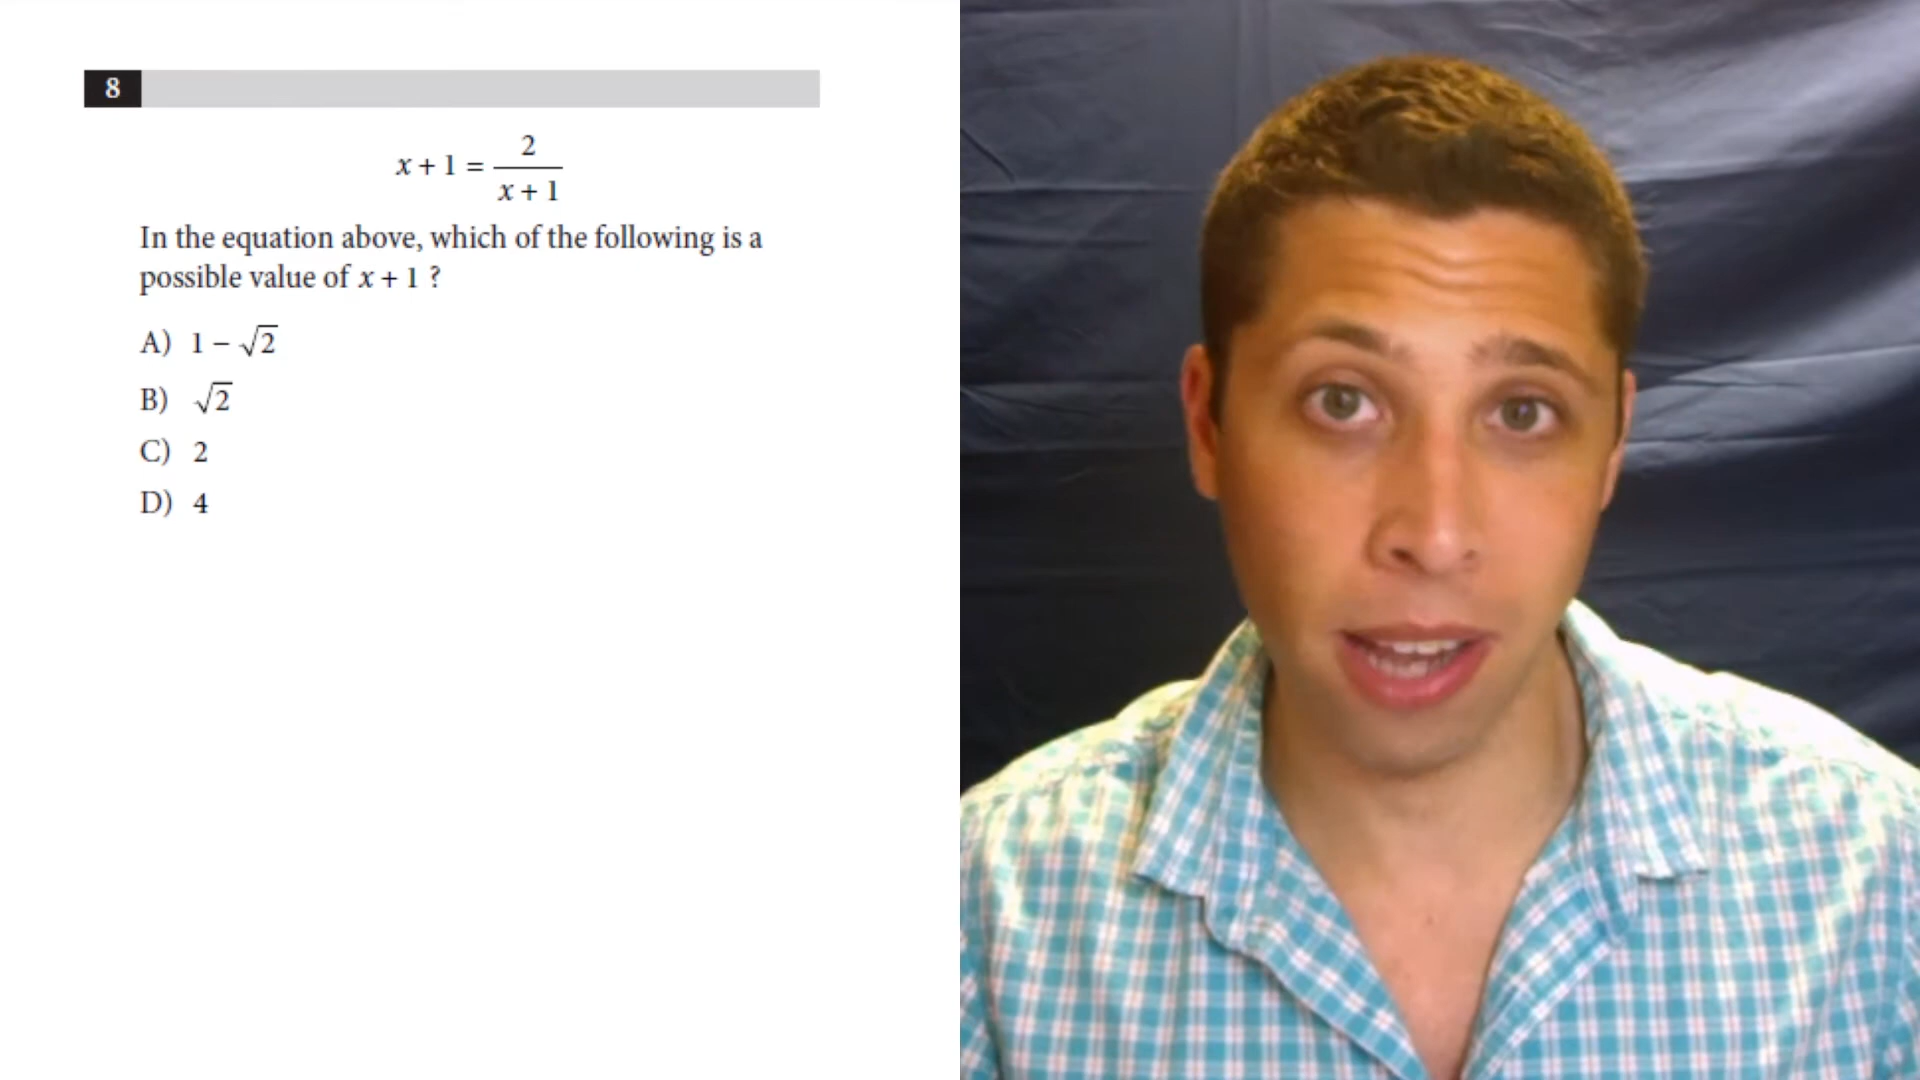 8
x + 1 = 2 / x + 1
In the equation above, which of the following is a
possible value of x + 1 ?
A) 1 − √2
B) √2
C) 2
D) 4